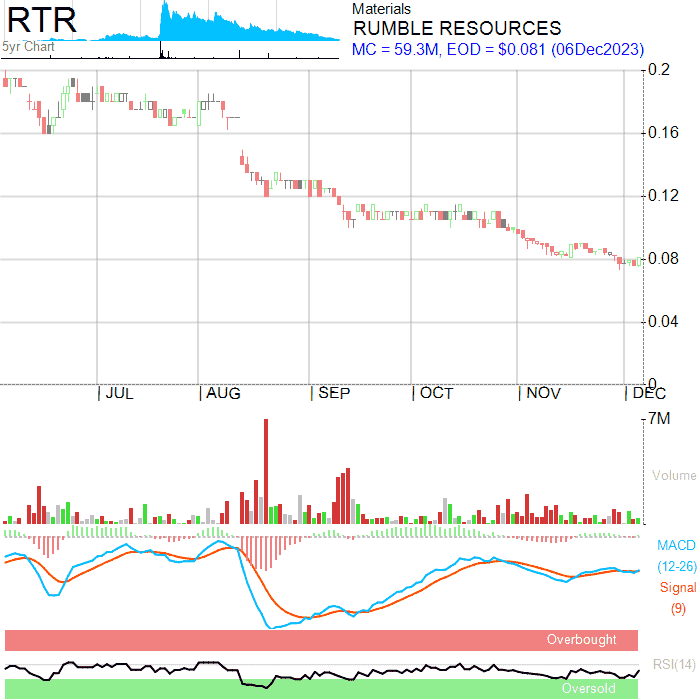 RTR
5yr Chart
Materials
RUMBLE RESOURCES
MC = 59.3M, EOD = $0.081 (06Dec2023)
0.2
0.16
0.12
0.08
0.04
0
JUL AUG SEP OCT NOV DEC
7M
Volume
MACD
(12-26)
Signal
(9)
Overbought
RSI(14)
Oversold